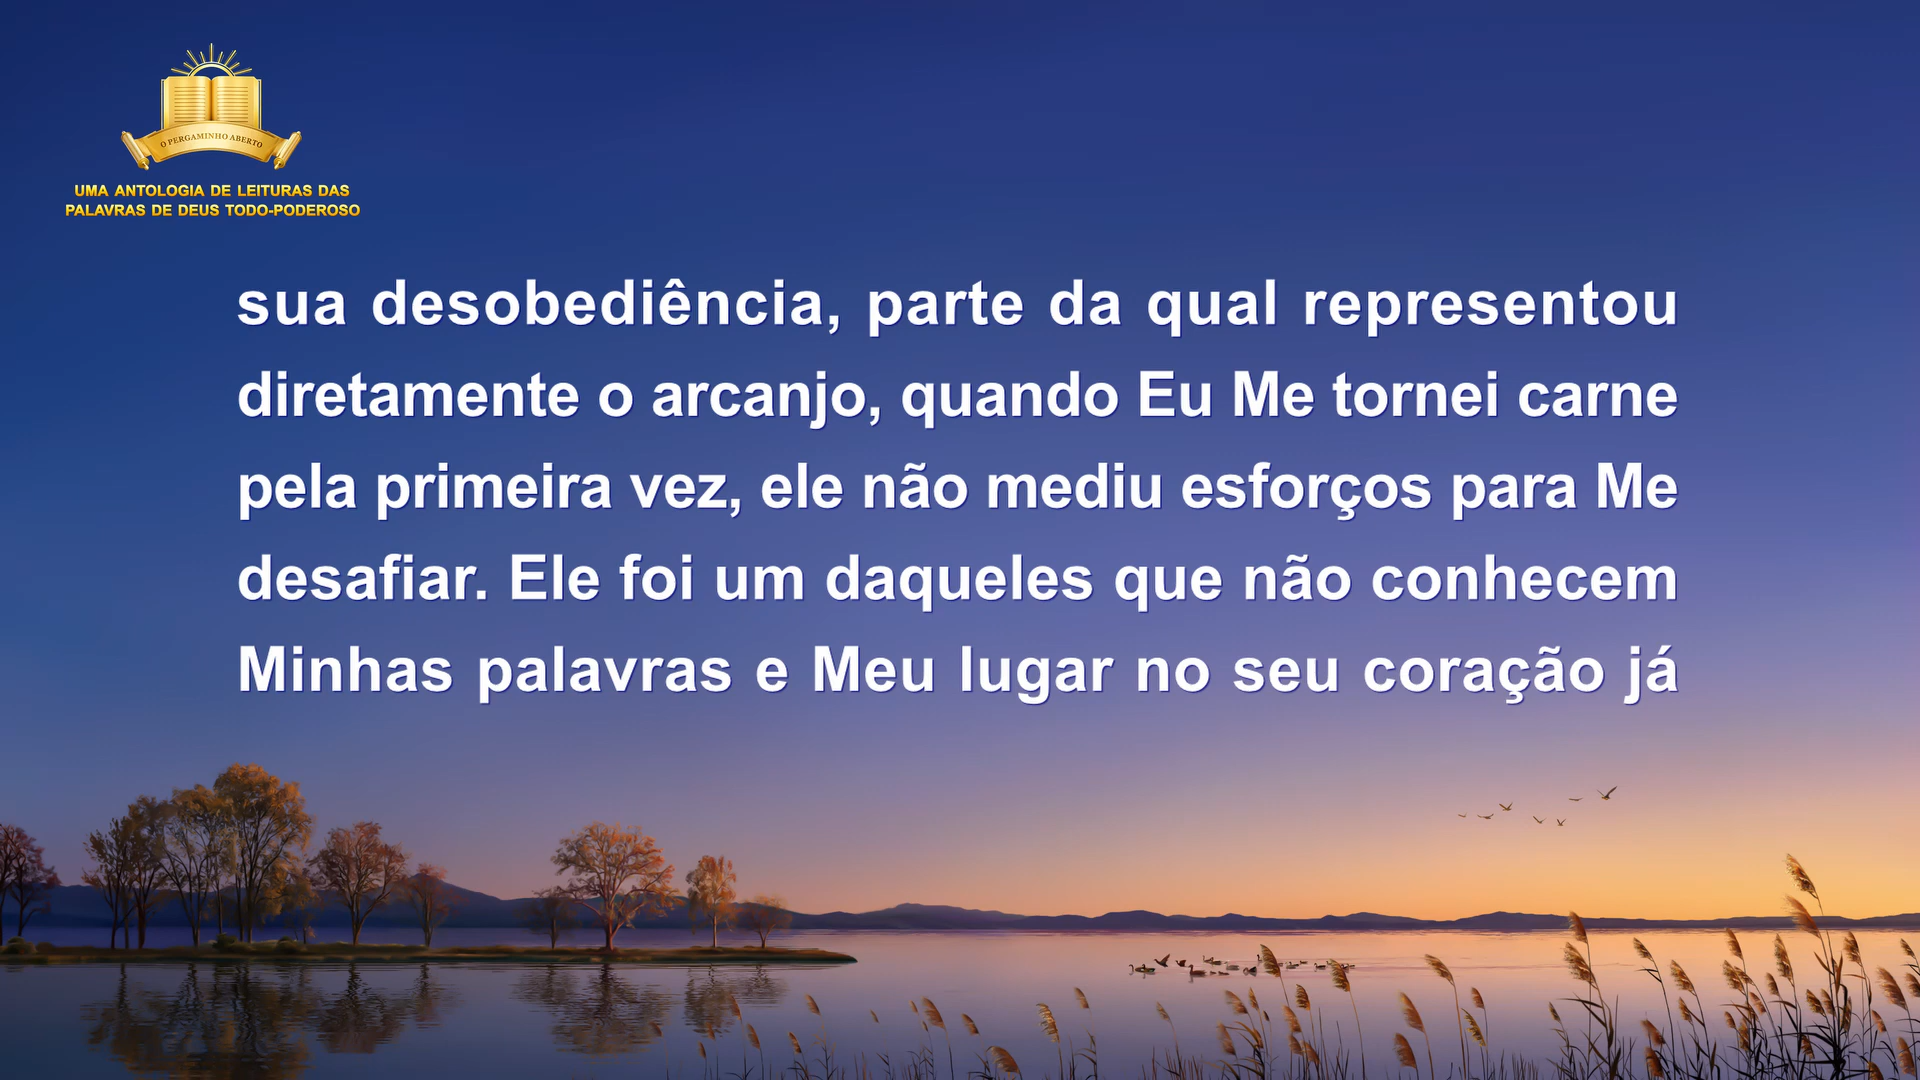 O PERGAMINHO ABERTO
UMA ANTOLOGIA DE LEITURAS DAS
PALAVRAS DE DEUS TODO-PODEROSO
sua desobediência, parte da qual representou
diretamente o arcanjo, quando Eu Me tornei carne
pela primeira vez, ele não mediu esforços para Me
desafiar. Ele foi um daqueles que não conhecem
Minhas palavras e Meu lugar no seu coração já